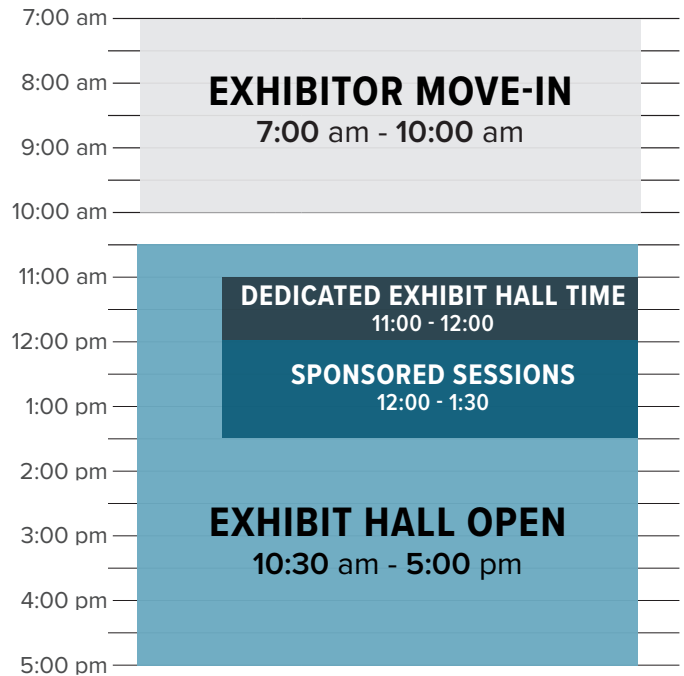 7:00 am
8:00 am
EXHIBITOR MOVE-IN
7:00 am - 10:00 am
9:00 am
10:00 am
11:00 am
DEDICATED EXHIBIT HALL TIME
11:00 - 12:00
12:00 pm
SPONSORED SESSIONS
12:00 - 1:30
1:00 pm
2:00 pm
EXHIBIT HALL OPEN
3:00 pm
10:30 am - 5:00 pm
4:00 pm
5:00 pm